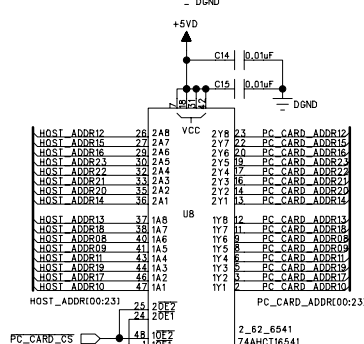 DGND
+5VD
C14 0.01uF
C15 0.01uF
DGND
7 18 31 42
VCC
HOST_ADDR12 26 2A8 2Y8 23 PC_CARD_ADDR12
HOST_ADDR15 27 2A7 2Y7 22 PC_CARD_ADDR15
HOST_ADDR16 29 2A6 2Y6 20 PC_CARD_ADDR16
HOST_ADDR23 30 2A5 2Y5 19 PC_CARD_ADDR23
HOST_ADDR22 32 2A4 2Y4 17 PC_CARD_ADDR22
HOST_ADDR21 33 2A3 2Y3 16 PC_CARD_ADDR21
HOST_ADDR20 35 2A2 2Y2 14 PC_CARD_ADDR20
HOST_ADDR14 36 2A1 2Y1 13 PC_CARD_ADDR14
U8
HOST_ADDR13 37 1A8 1Y8 12 PC_CARD_ADDR13
HOST_ADDR18 38 1A7 1Y7 11 PC_CARD_ADDR18
HOST_ADDR08 40 1A6 1Y6 9 PC_CARD_ADDR08
HOST_ADDR09 41 1A5 1Y5 8 PC_CARD_ADDR09
HOST_ADDR11 43 1A4 1Y4 6 PC_CARD_ADDR11
HOST_ADDR19 44 1A3 1Y3 5 PC_CARD_ADDR19
HOST_ADDR17 46 1A2 1Y2 3 PC_CARD_ADDR17
HOST_ADDR10 47 1A1 1Y1 2 PC_CARD_ADDR10
HOST_ADDR[00:23] PC_CARD_ADDR[00:23]
25 2OE2
24 2OE1
PC_CARD_CS 48 1OE2
1 1OE1
2_62_6541
74AHCT16541